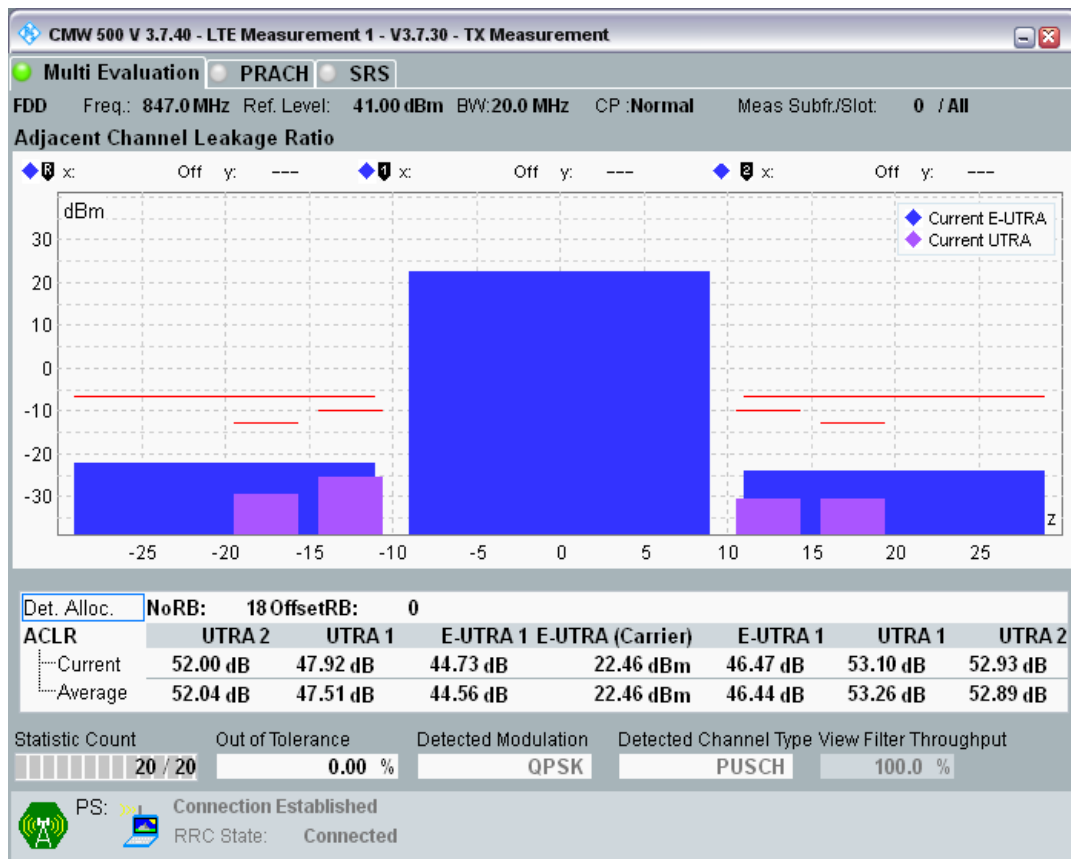 CMW 500 V 3.7.40 - LTE Measurement 1 - V3.7.30 - TX Measurement
Multi Evaluation PRACH SRS
FDD Freq.: 847.0 MHz Ref. Level: 41.00 dBm BW:20.0 MHz CP :Normal Meas Subfr./Slot: 0 / All
Adjacent Channel Leakage Ratio
R x: Off y: --- 1 x: Off y: --- 2 x: Off y: ---
dBm
Current E-UTRA
Current UTRA
30
20
10
0
-10
-20
-30
z
-25 -20 -15 -10 -5 0 5 10 15 20 25
Det. Alloc. NoRB: 18 OffsetRB: 0
ACLR UTRA 2 UTRA 1 E-UTRA 1 E-UTRA (Carrier) E-UTRA 1 UTRA 1 UTRA 2
Current 52.00 dB 47.92 dB 44.73 dB 22.46 dBm 46.47 dB 53.10 dB 52.93 dB
Average 52.04 dB 47.51 dB 44.56 dB 22.46 dBm 46.44 dB 53.26 dB 52.89 dB
Statistic Count Out of Tolerance Detected Modulation Detected Channel Type View Filter Throughput
20 / 20 0.00 % QPSK PUSCH 100.0 %
PS: Connection Established
RRC State: Connected